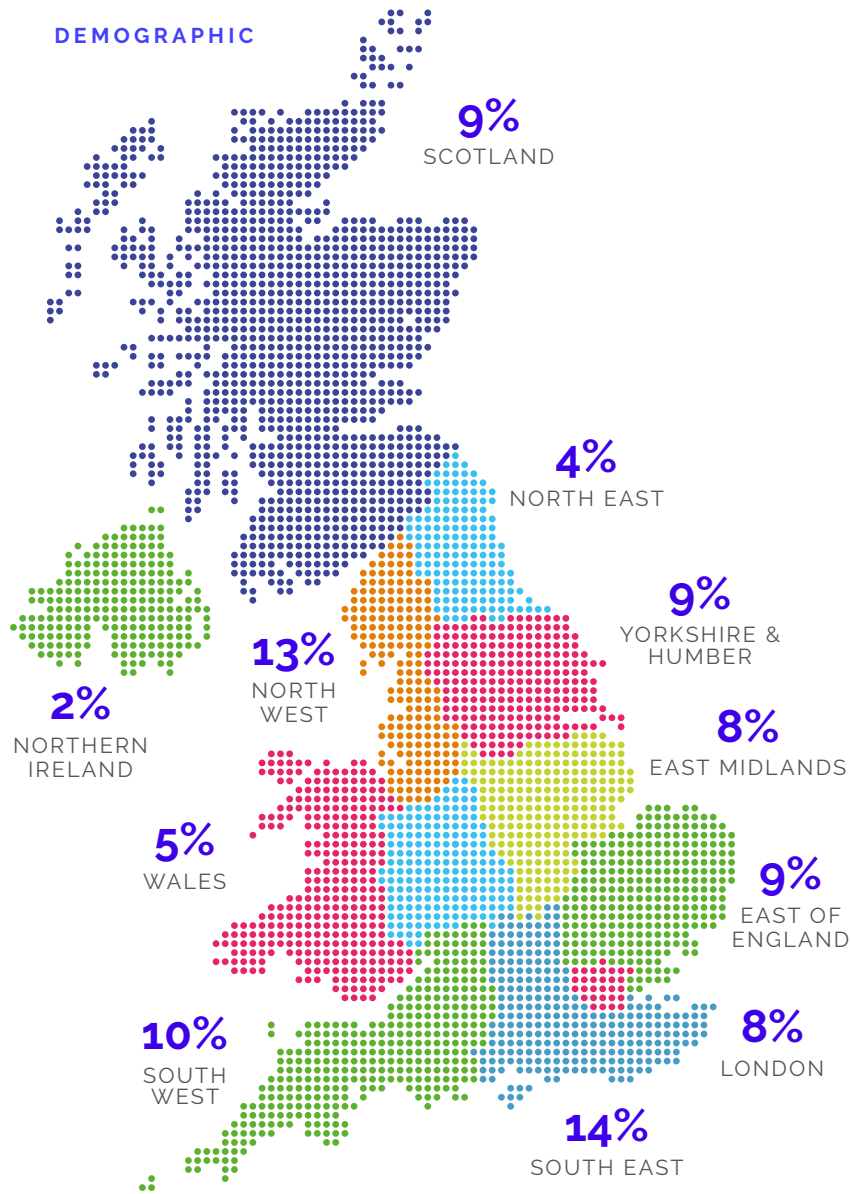 DEMOGRAPHIC
9%
SCOTLAND
4%
NORTH EAST
9%
YORKSHIRE &
HUMBER
13%
NORTH
WEST
2%
NORTHERN
IRELAND
8%
EAST MIDLANDS
5%
WALES
9%
EAST OF
ENGLAND
10%
SOUTH
WEST
8%
LONDON
14%
SOUTH EAST